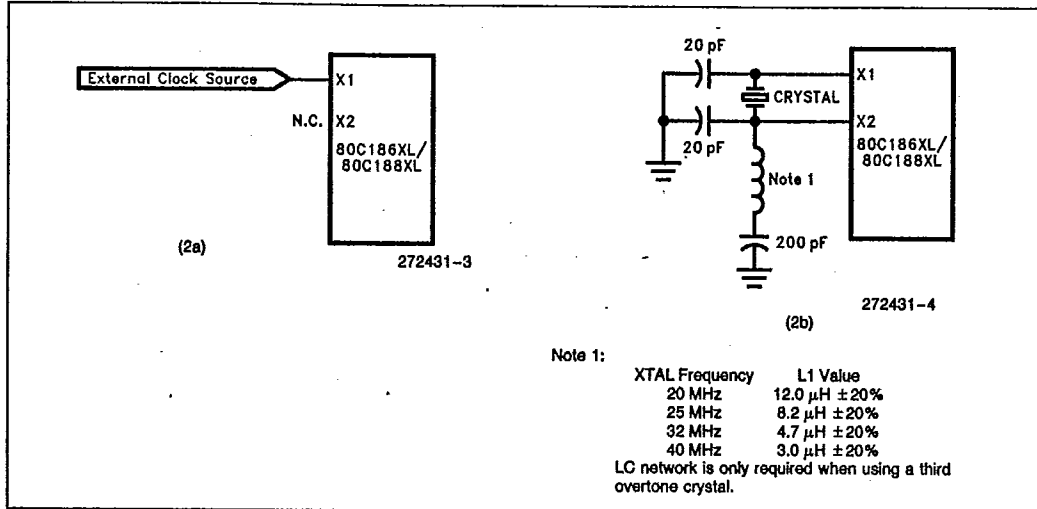 External Clock Source
X1
N.C.
X2
80C186XL/
80C188XL
(2a)
272431-3
20 pF
X1
CRYSTAL
X2
20 pF
80C186XL/
80C188XL
Note 1
200 pF
272431-4
(2b)
Note 1:
XTAL Frequency L1 Value
20 MHz 12.0 μH ±20%
25 MHz 8.2 μH ±20%
32 MHz 4.7 μH ±20%
40 MHz 3.0 μH ±20%
LC network is only required when using a third
overtone crystal.